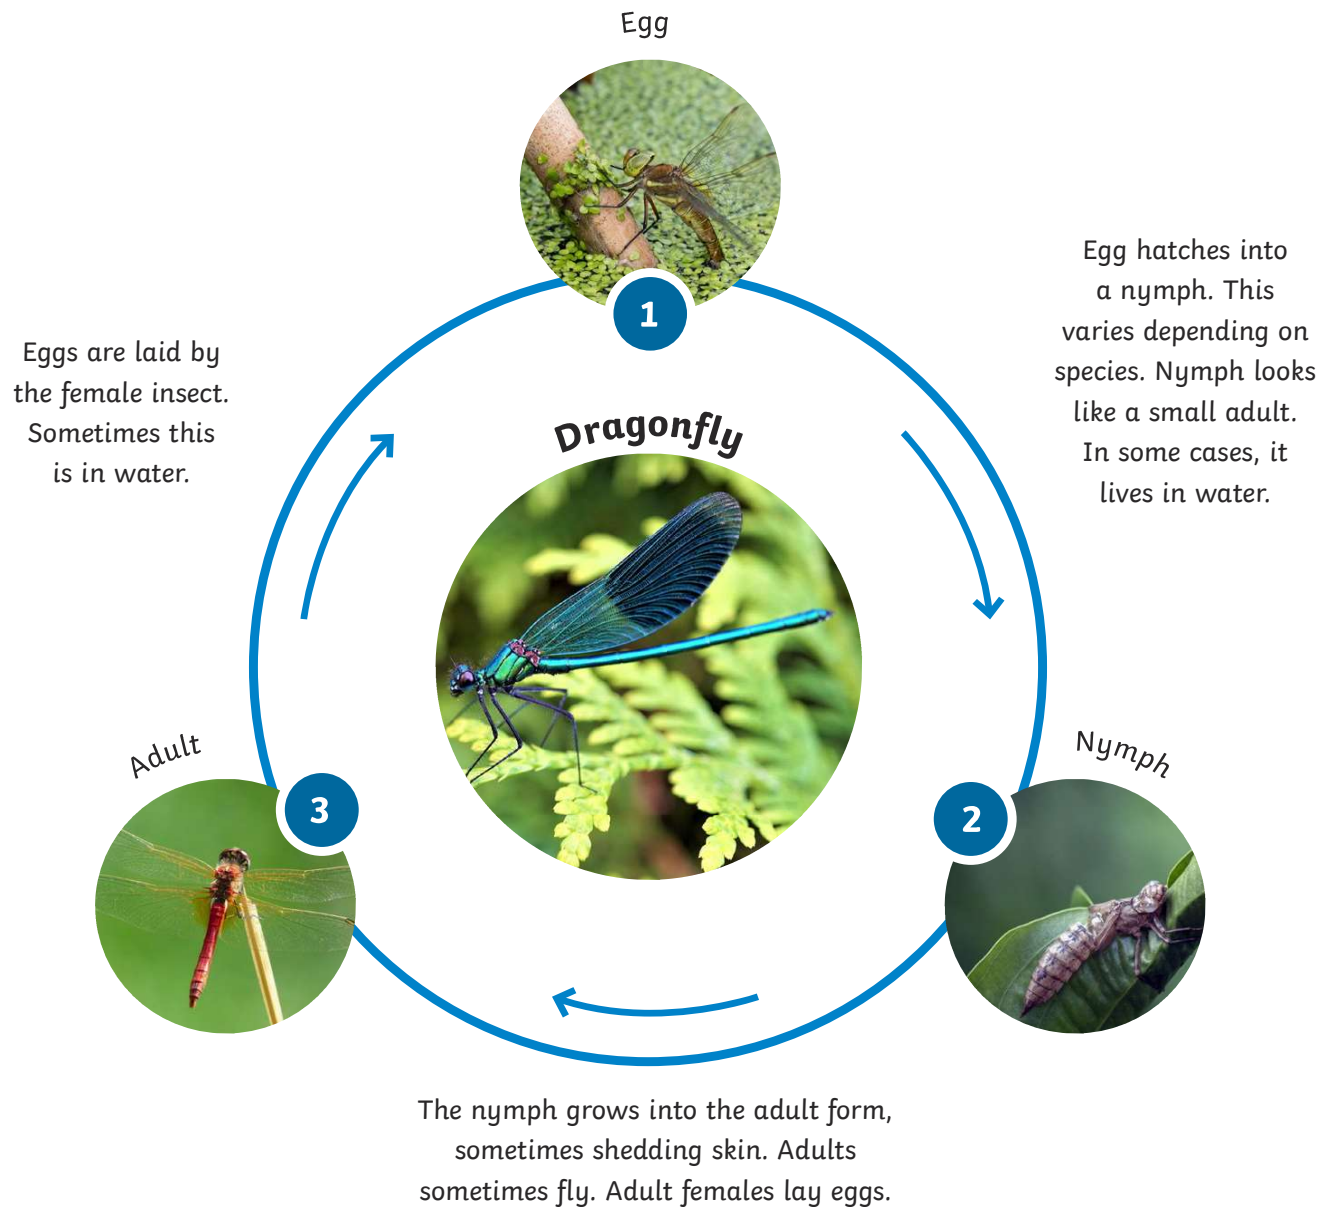 Egg
1
Egg hatches into
a nymph. This
varies depending on
species. Nymph looks
like a small adult.
In some cases, it
lives in water.
Eggs are laid by
the female insect.
Sometimes this
is in water.
Dragonfly
Nymph
2
Adult
3
The nymph grows into the adult form,
sometimes shedding skin. Adults
sometimes fly. Adult females lay eggs.